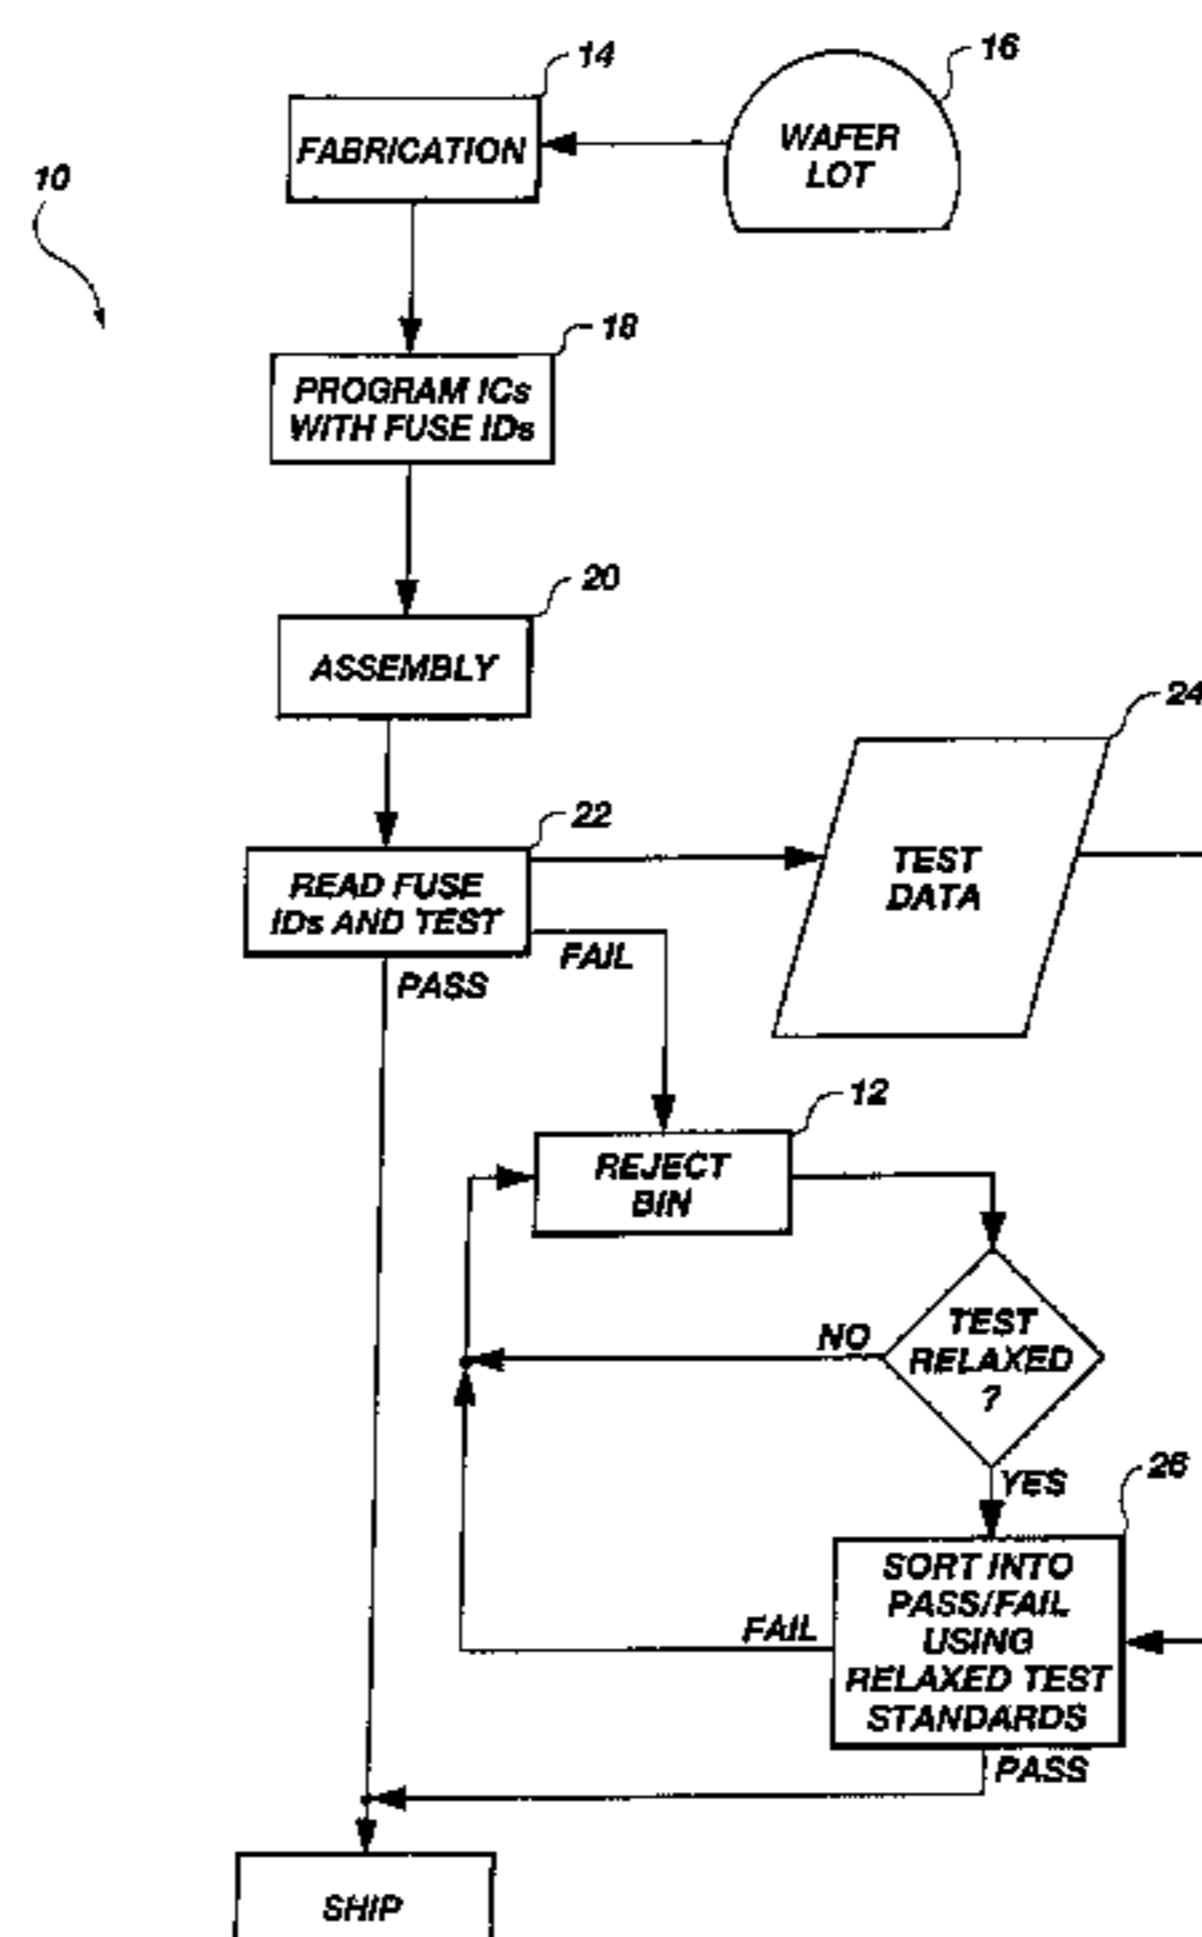 14
16
FABRICATION
WAFER
LOT
10
18
PROGRAM ICs
WITH FUSE IDs
20
ASSEMBLY
24
22
READ FUSE
IDs AND TEST
TEST
DATA
FAIL
PASS
12
REJECT
BIN
NO
TEST
RELAXED
?
YES
26
SORT INTO
PASS/FAIL
USING
RELAXED TEST
STANDARDS
FAIL
PASS
SHIP